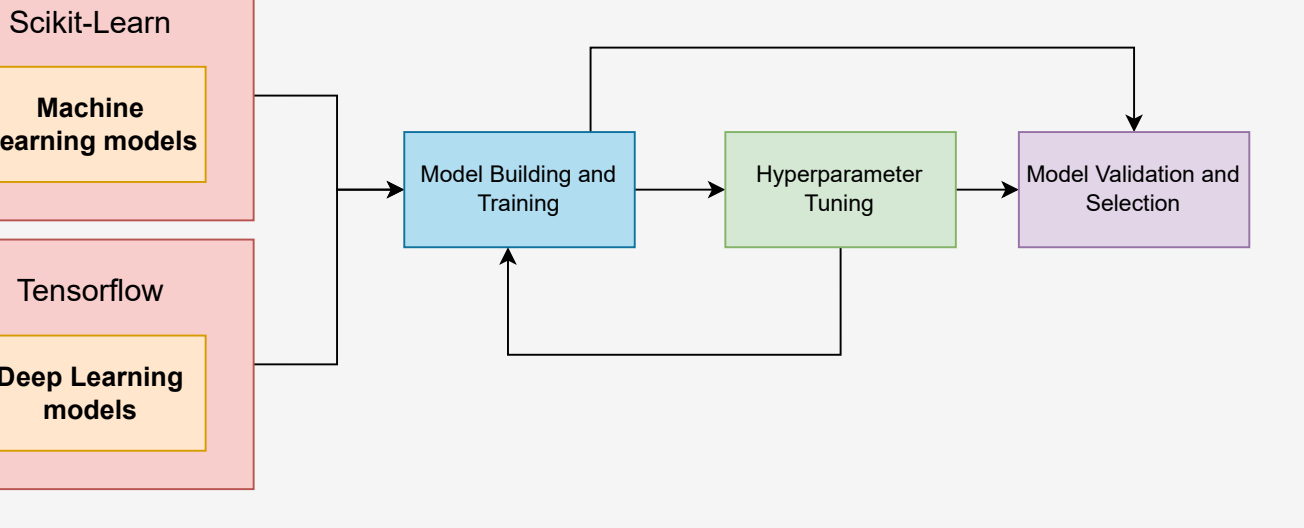 Scikit-Learn
Machine
earning models
Tensorflow
Deep Learning
models
Model Building and
Training
Hyperparameter
Tuning
Model Validation and
Selection